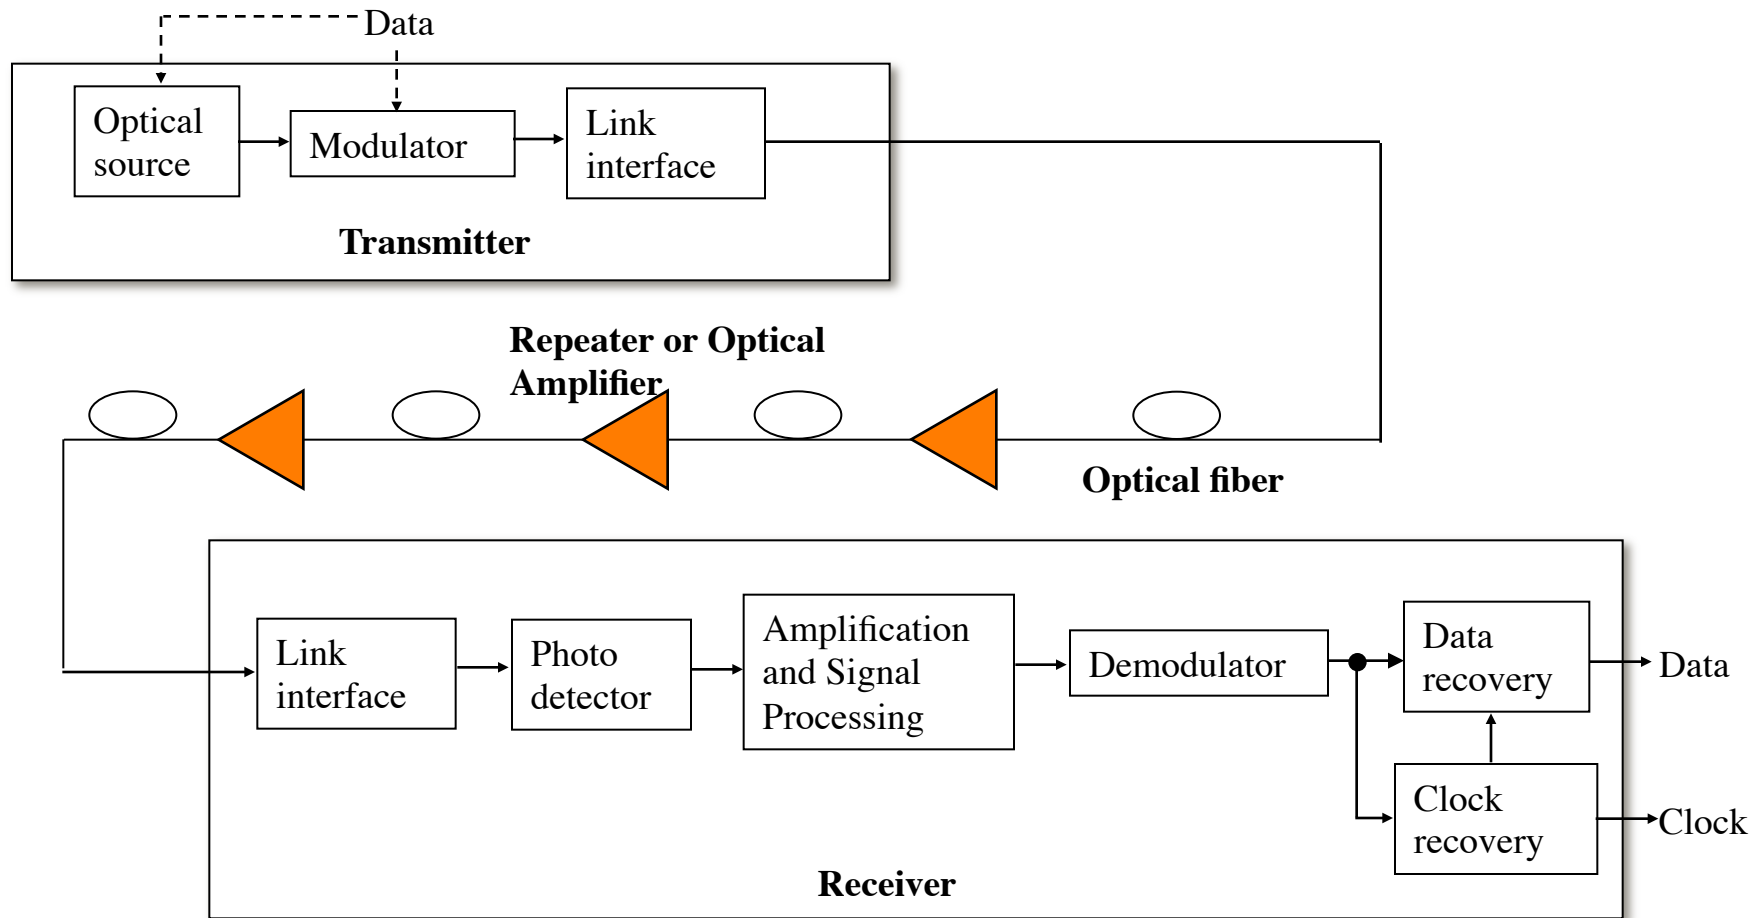 Data
Optical
source
Modulator
Link
interface
Transmitter
Repeater or Optical
Amplifier
Optical fiber
Link
interface
Photo
detector
Amplification
and Signal
Processing
Demodulator
Data
recovery
Data
Clock
recovery
Clock
Receiver